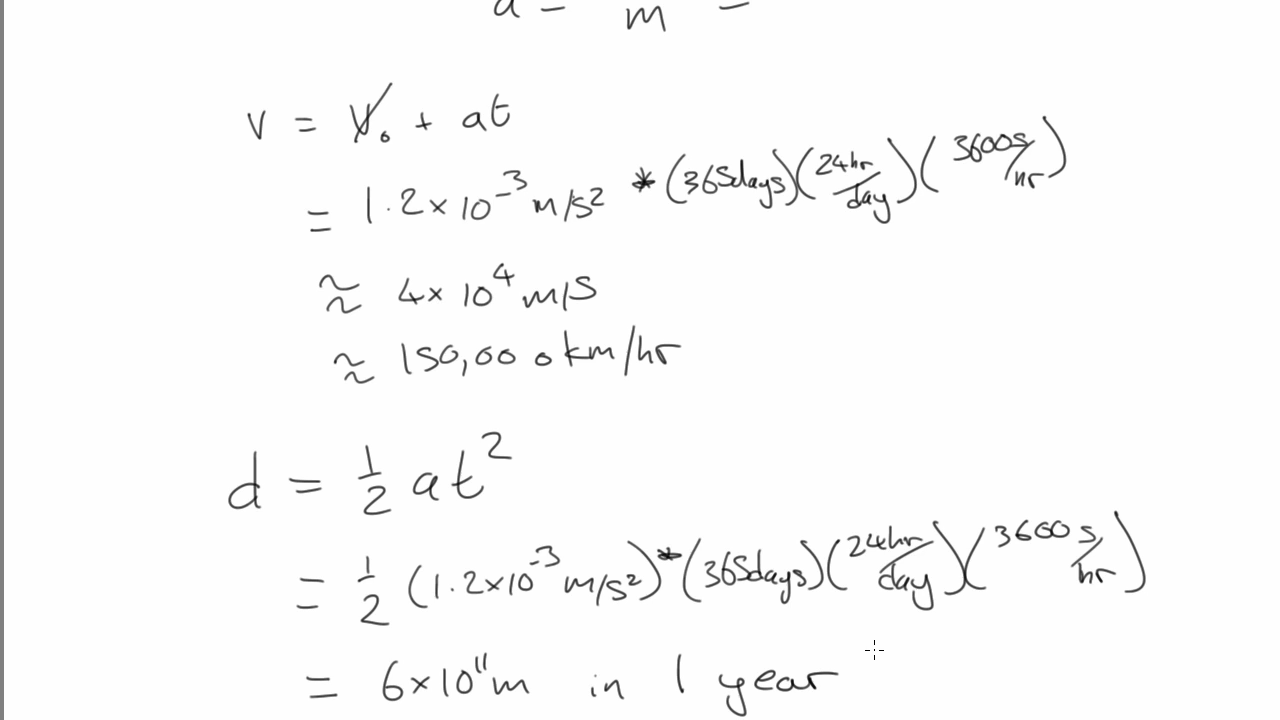 a = m =
v = v₀ + at
= 1.2 × 10⁻³ m/s² * (365days)(24hr/day)(3600s/hr)
≈ 4 × 10⁴ m/s
≈ 150,000 km/hr
d = 1/2 at²
= 1/2 (1.2×10⁻³ m/s²)*(365days)(24hr/day)(3600s/hr)
= 6×10¹¹m in 1 year